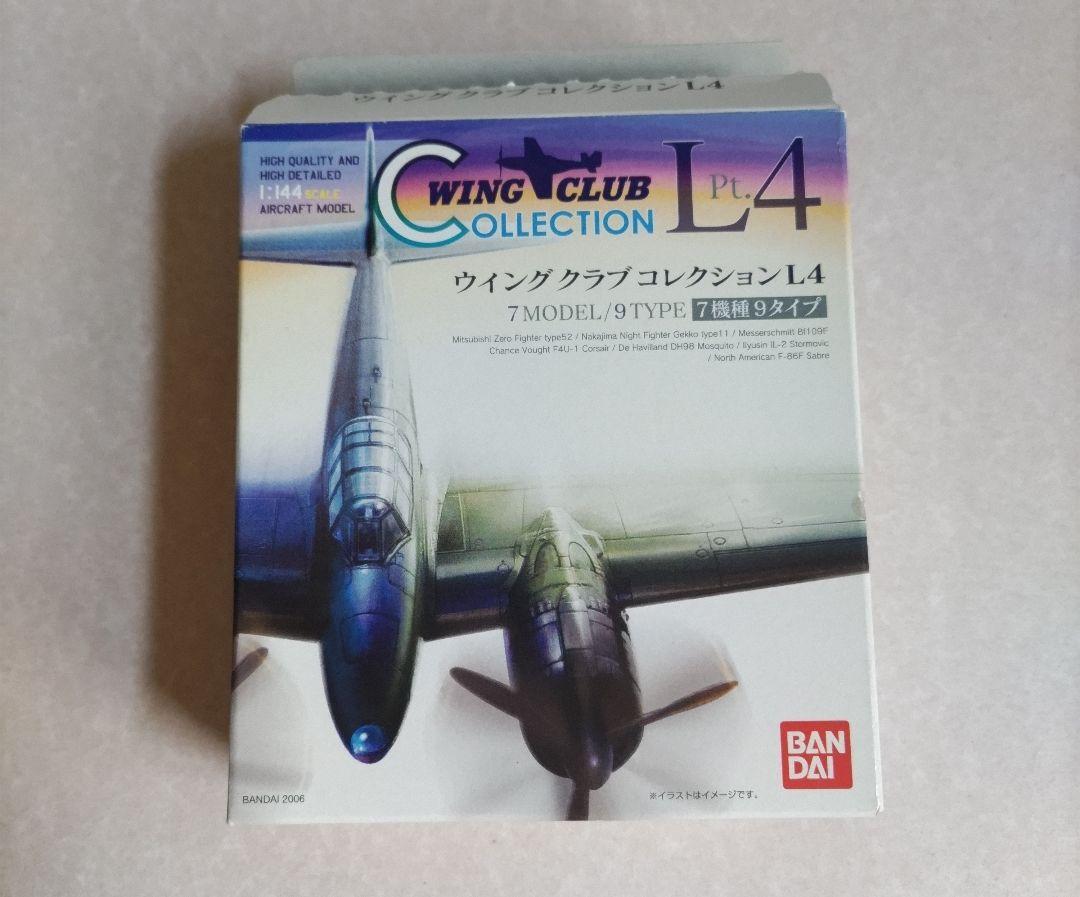 ウイング クラブ コレクション L4
HIGH QUALITY AND
HIGH DETAILED
1:144 SCALE
AIRCRAFT MODEL
WING CLUB
COLLECTION
L Pt.4
ウイング クラブ コレクション L4
7 MODEL/9 TYPE 7機種9タイプ
Mitsubishi Zero Fighter type52 / Nakajima Night Fighter Gekko type11 / Messerschmitt Bf109F
Chance Vought F4U-1 Corsair / De Havilland DH98 Mosquito / Ilyusin IL-2 Stormovic
/ North American F-86F Sabre
BAN
DAI
BANDAI 2006
※イラストはイメージです。